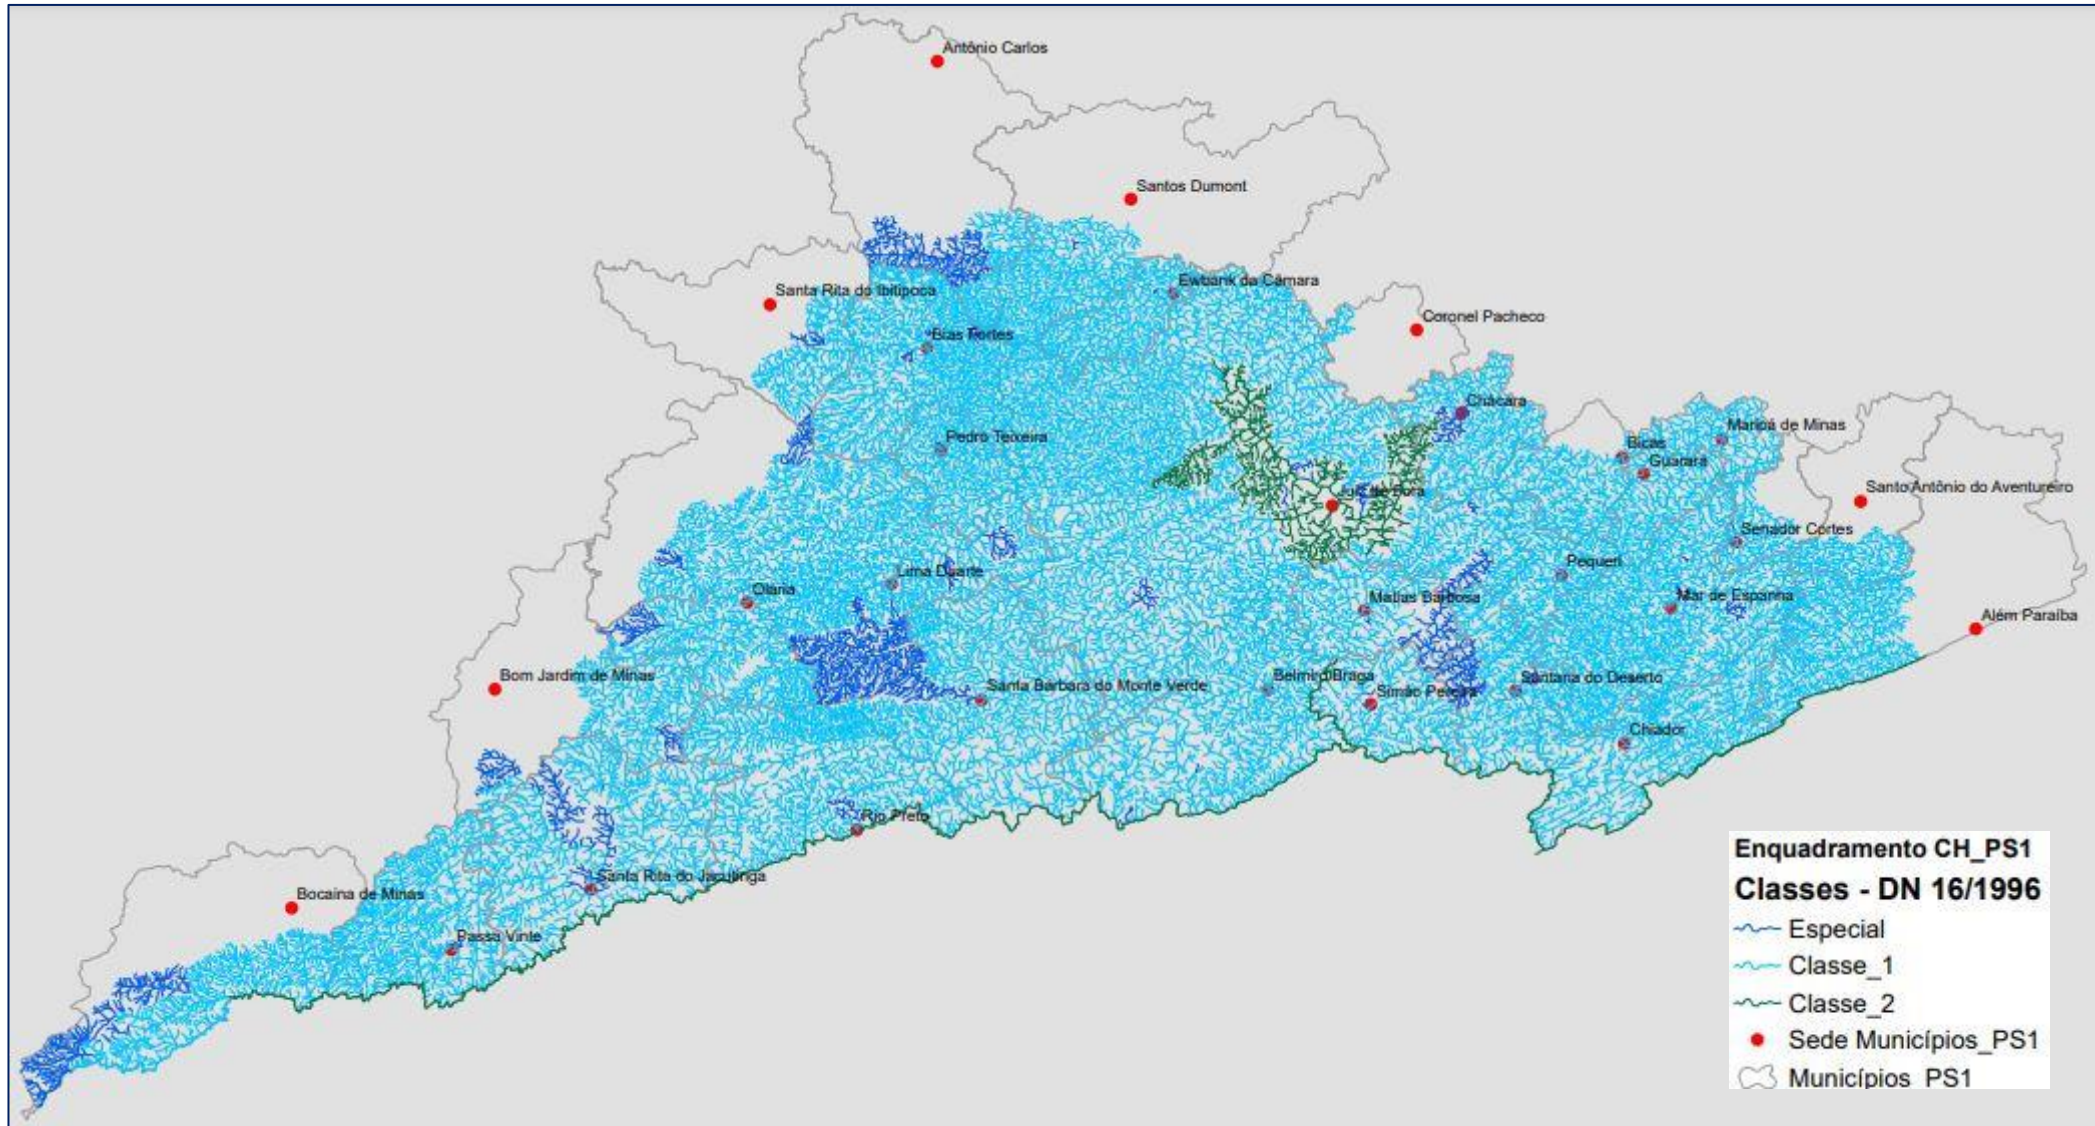 Antônio Carlos
Santos Dumont
Ewbank da Câmara
Santa Rita do Ibitipoca
Coronel Pacheco
Bias Fortes
Chácara
Maripá de Minas
Pedro Teixeira
Bicas
Guarará
Santo Antônio do Aventureiro
Juiz de Fora
Senador Cortes
Lima Duarte
Pequeri
Olaria
Matias Barbosa
Mar de Espanha
Além Paraíba
Bom Jardim de Minas
Santa Bárbara do Monte Verde
Belmiro Braga
Simão Pereira
Santana do Deserto
Chiador
Rio Preto
Santa Rita do Jacutinga
Bocaina de Minas
Passa Vinte
Enquadramento CH_PS1
Classes - DN 16/1996
Especial
Classe_1
Classe_2
Sede Municípios_PS1
Municípios_PS1